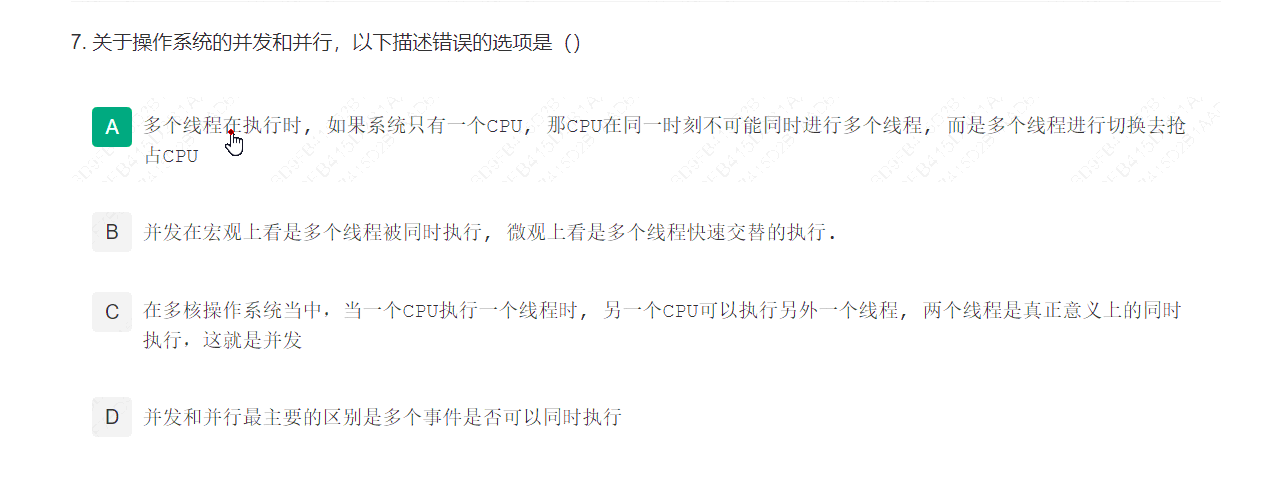 7. 关于操作系统的并发和并行，以下描述错误的选项是（）
A 多个线程在执行时, 如果系统只有一个CPU, 那CPU在同一时刻不可能同时进行多个线程, 而是多个线程进行切换去抢
占CPU
B 并发在宏观上看是多个线程被同时执行, 微观上看是多个线程快速交替的执行.
C 在多核操作系统当中，当一个CPU执行一个线程时, 另一个CPU可以执行另外一个线程, 两个线程是真正意义上的同时
执行，这就是并发
D 并发和并行最主要的区别是多个事件是否可以同时执行